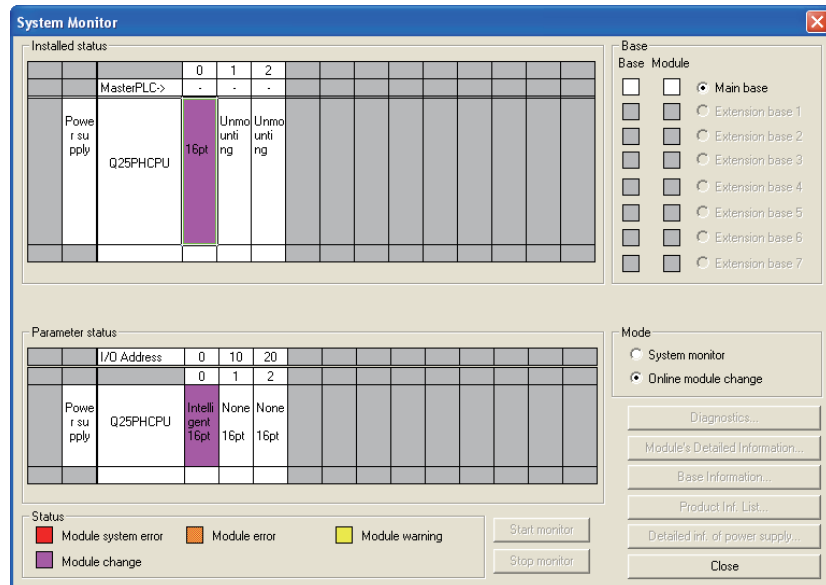 System Monitor
Installed status
0 1 2
MasterPLC-> - - -
Powe
r su
pply
Q25PHCPU
16pt
Unmo
unti
ng
Unmo
unti
ng
Base
Base Module
Main base
Extension base 1
Extension base 2
Extension base 3
Extension base 4
Extension base 5
Extension base 6
Extension base 7
Parameter status
I/O Address 0 10 20
0 1 2
Powe
r su
pply
Q25PHCPU
Intelli
gent
16pt
None
16pt
None
16pt
Mode
System monitor
Online module change
Diagnostics...
Module's Detailed Information...
Base Information...
Product Inf. List...
Detailed inf. of power supply...
Close
Status
Module system error
Module error
Module warning
Module change
Start monitor
Stop monitor